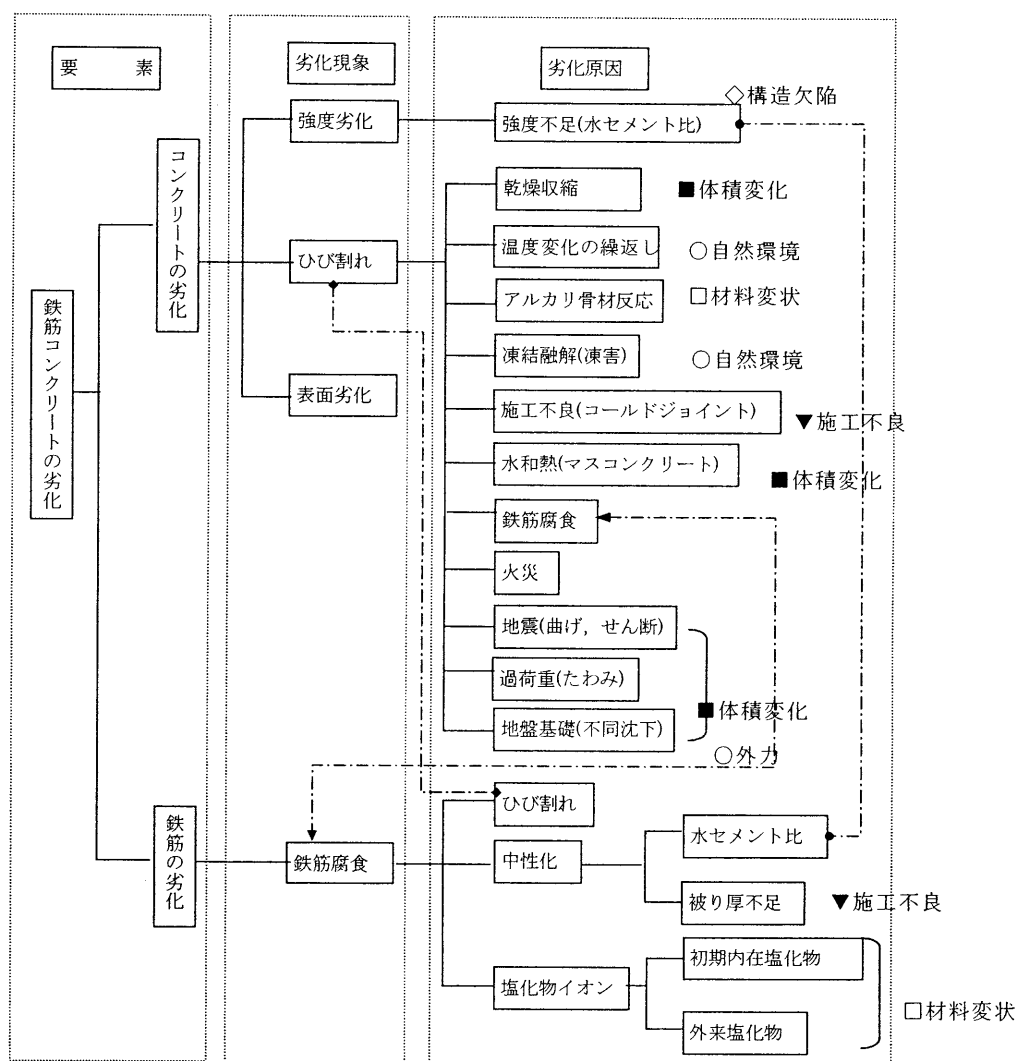 要　素
劣化現象
劣化原因
◇構造欠陥
強度劣化
強度不足(水セメント比)
コンクリートの劣化
乾燥収縮
■体積変化
ひび割れ
温度変化の繰返し
○自然環境
アルカリ骨材反応
□材料変状
鉄筋コンクリートの劣化
凍結融解(凍害)
○自然環境
表面劣化
施工不良(コールドジョイント)
▼施工不良
水和熱(マスコンクリート)
■体積変化
鉄筋腐食
火災
地震(曲げ，せん断)
過荷重(たわみ)
■体積変化
地盤基礎(不同沈下)
○外力
ひび割れ
鉄筋の劣化
水セメント比
鉄筋腐食
中性化
被り厚不足
▼施工不良
初期内在塩化物
塩化物イオン
□材料変状
外来塩化物